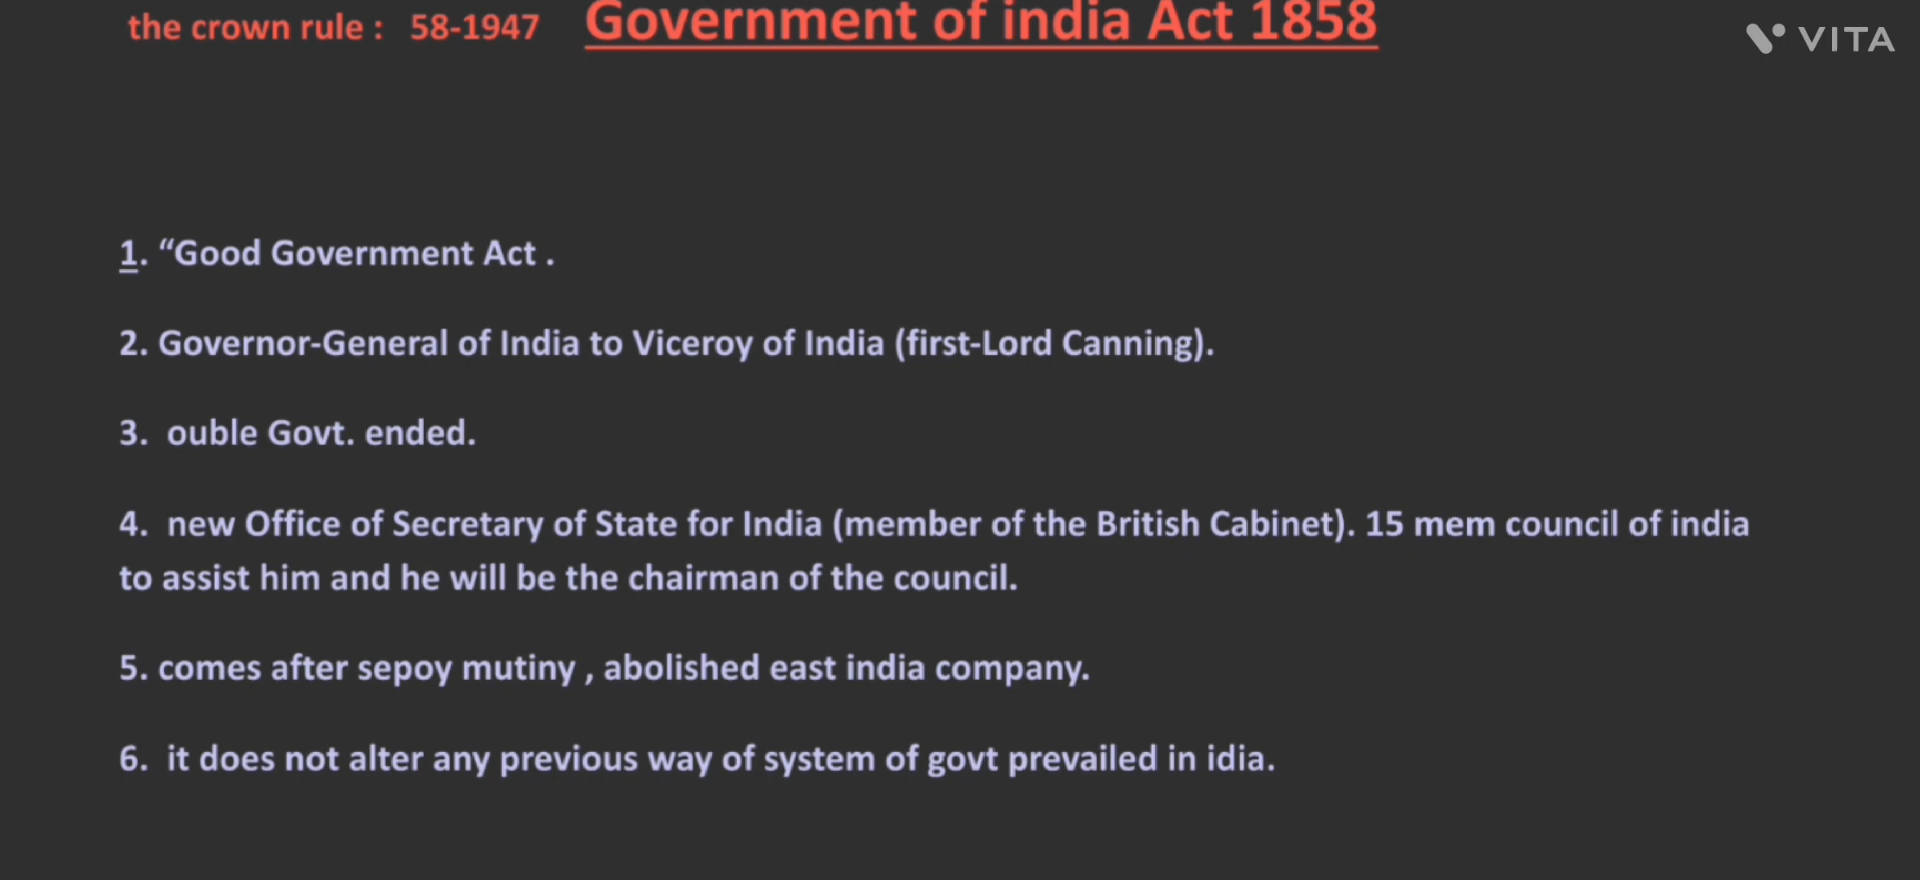 the crown rule : 58-1947 Government of india Act 1858
VITA
1. “Good Government Act .
2. Governor-General of India to Viceroy of India (first-Lord Canning).
3. ouble Govt. ended.
4. new Office of Secretary of State for India (member of the British Cabinet). 15 mem council of india
to assist him and he will be the chairman of the council.
5. comes after sepoy mutiny , abolished east india company.
6. it does not alter any previous way of system of govt prevailed in idia.